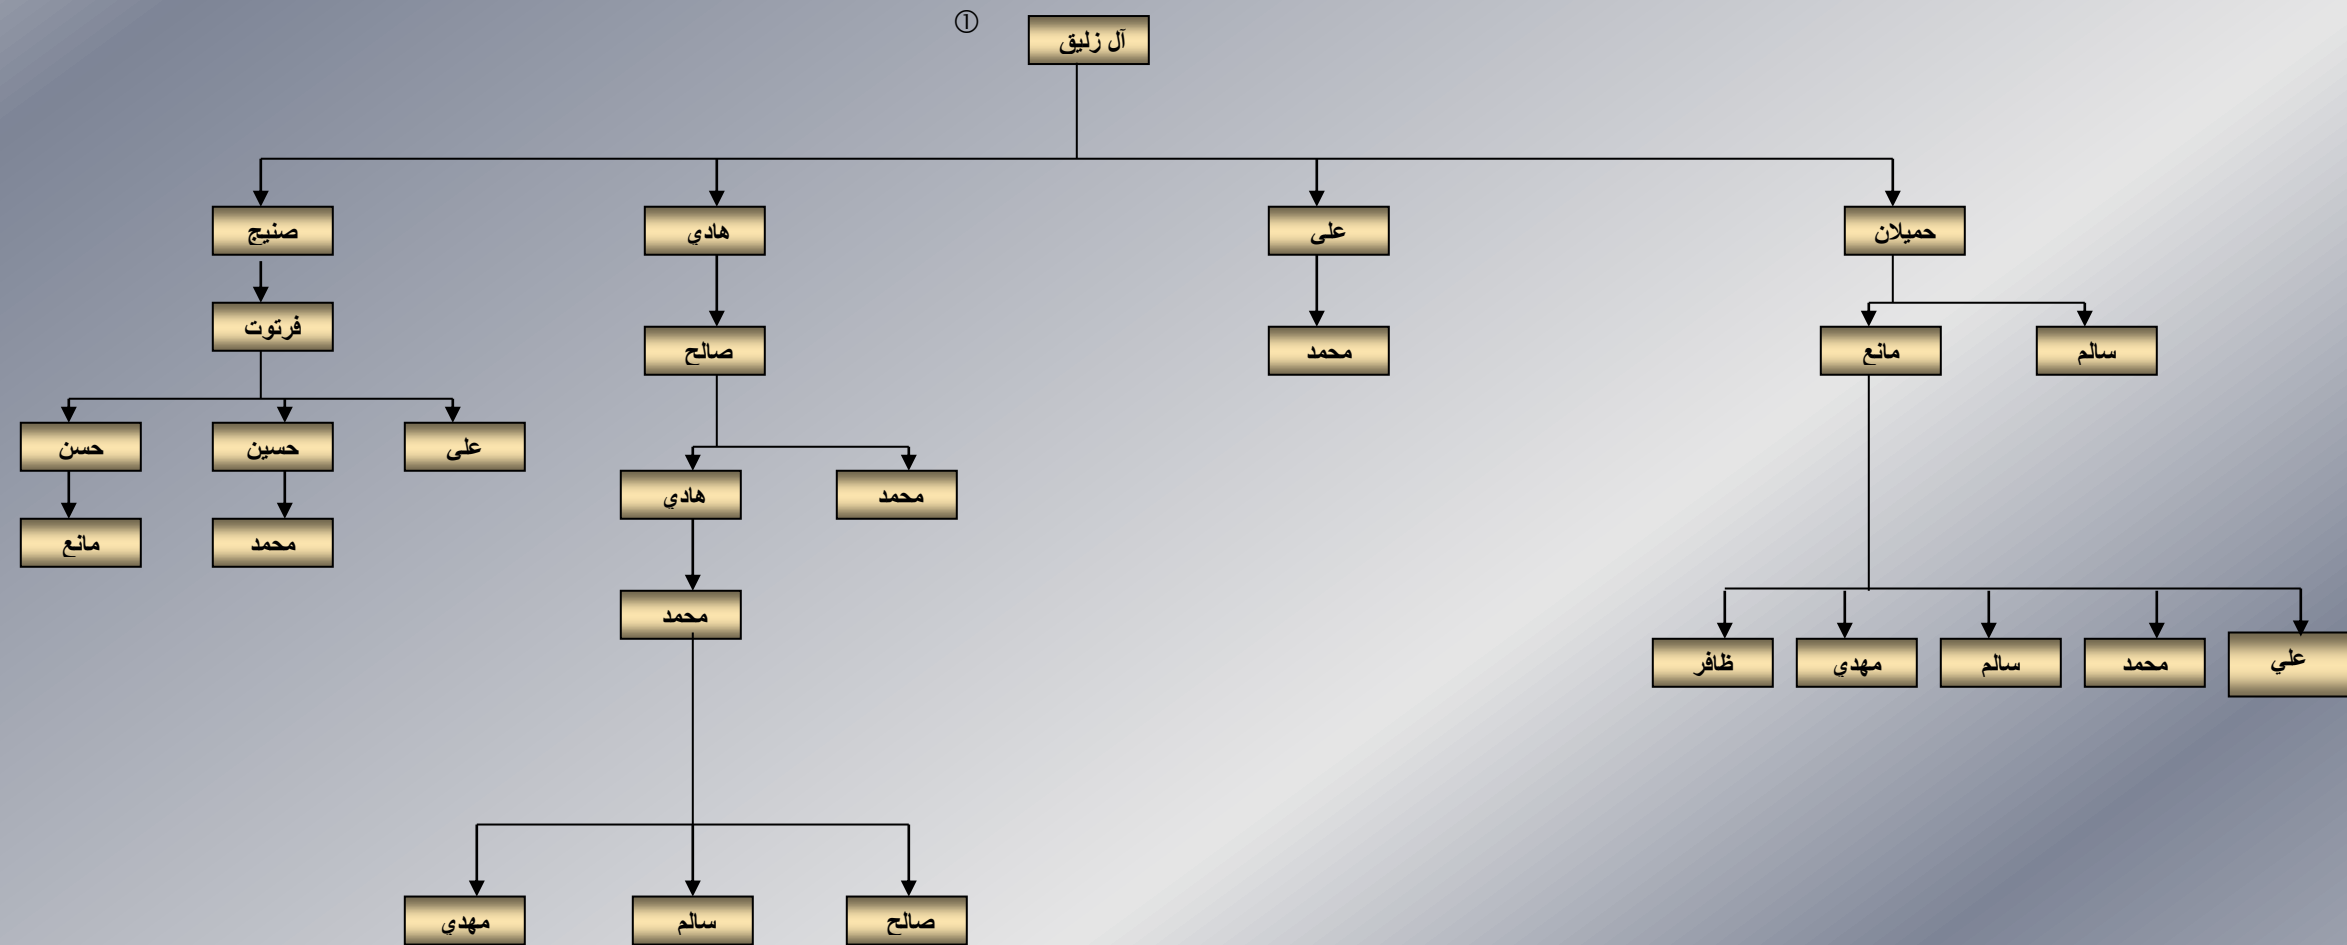 ①
آل زليق
حميلان
على
هادي
صنيج
فرتوت
سالم
مانع
محمد
صالح
على
حسين
حسن
محمد
هادي
محمد
مانع
محمد
علي
محمد
سالم
مهدي
ظافر
صالح
سالم
مهدي